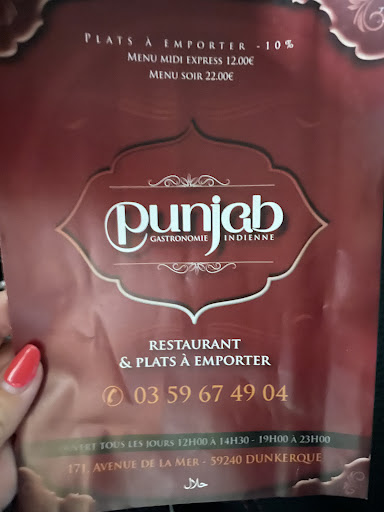 PLATS À EMPORTER -10%
MENU MIDI EXPRESS 12.00€
MENU SOIR 22.00€
punjab
GASTRONOMIE INDIENNE
RESTAURANT
& PLATS À EMPORTER
03 59 67 49 04
OUVERT TOUS LES JOURS 12H00 À 14H30 - 19H00 À 23H00
171, AVENUE DE LA MER - 59240 DUNKERQUE
حلال